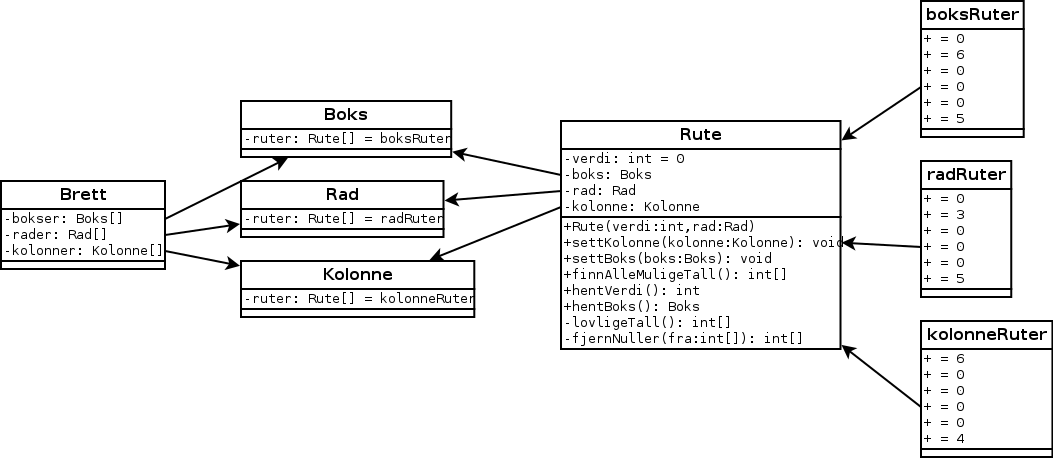 Brett
-bokser: Boks[]
-rader: Rad[]
-kolonner: Kolonne[]
Boks
-ruter: Rute[] = boksRuter
Rad
-ruter: Rute[] = radRuter
Kolonne
-ruter: Rute[] = kolonneRuter
Rute
-verdi: int = 0
-boks: Boks
-rad: Rad
-kolonne: Kolonne
+Rute(verdi:int,rad:Rad)
+settKolonne(kolonne:Kolonne): void
+settBoks(boks:Boks): void
+finnAlleMuligeTall(): int[]
+hentVerdi(): int
+hentBoks(): Boks
-lovligeTall(): int[]
-fjernNuller(fra:int[]): int[]
boksRuter
+ = 0
+ = 6
+ = 0
+ = 0
+ = 0
+ = 5
radRuter
+ = 0
+ = 3
+ = 0
+ = 0
+ = 0
+ = 5
kolonneRuter
+ = 6
+ = 0
+ = 0
+ = 0
+ = 0
+ = 4